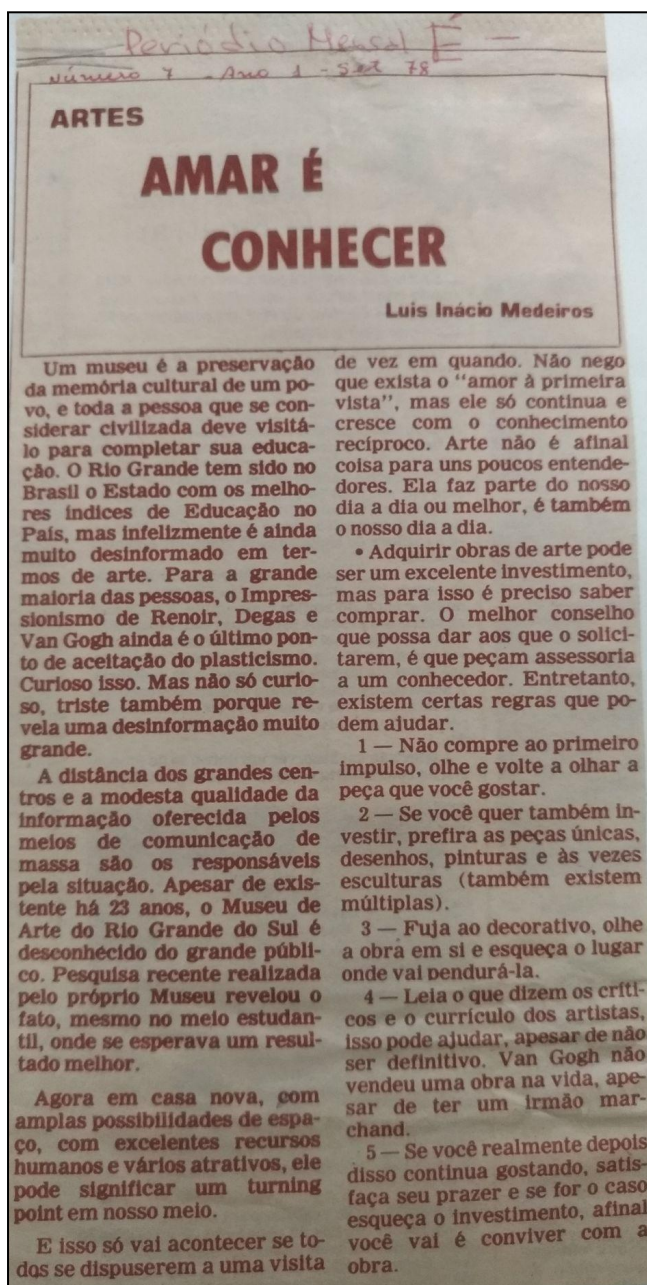 Periódio Mensal É —
Número 7 - Ano 1 - Set 78
ARTES
AMAR É
CONHECER
Luis Inácio Medeiros
Um museu é a preservação
da memória cultural de um po-
vo, e toda a pessoa que se con-
siderar civilizada deve visitá-
lo para completar sua educa-
ção. O Rio Grande tem sido no
Brasil o Estado com os melho-
res índices de Educação no
País, mas infelizmente é ainda
muito desinformado em ter-
mos de arte. Para a grande
maioria das pessoas, o Impres-
sionismo de Renoir, Degas e
Van Gogh ainda é o último pon-
to de aceitação do plasticismo.
Curioso isso. Mas não só curio-
so, triste também porque re-
vela uma desinformação muito
grande.
A distância dos grandes cen-
tros e a modesta qualidade da
informação oferecida pelos
meios de comunicação de
massa são os responsáveis
pela situação. Apesar de exis-
tente há 23 anos, o Museu de
Arte do Rio Grande do Sul é
desconhecido do grande públi-
co. Pesquisa recente realizada
pelo próprio Museu revelou o
fato, mesmo no meio estudan-
til, onde se esperava um resul-
tado melhor.
Agora em casa nova, com
amplas possibilidades de espa-
ço, com excelentes recursos
humanos e vários atrativos, ele
pode significar um turning
point em nosso meio.
E isso só vai acontecer se to-
dos se dispuserem a uma visita
de vez em quando. Não nego
que exista o "amor à primeira
vista", mas ele só continua e
cresce com o conhecimento
recíproco. Arte não é afinal
coisa para uns poucos entende-
dores. Ela faz parte do nosso
dia a dia ou melhor, é também
o nosso dia a dia.
• Adquirir obras de arte pode
ser um excelente investimento,
mas para isso é preciso saber
comprar. O melhor conselho
que possa dar aos que o solici-
tarem, é que peçam assessoria
a um conhecedor. Entretanto,
existem certas regras que po-
dem ajudar.
1 — Não compre ao primeiro
impulso, olhe e volte a olhar a
peça que você gostar.
2 — Se você quer também in-
vestir, prefira as peças únicas,
desenhos, pinturas e às vezes
esculturas (também existem
múltiplas).
3 — Fuja ao decorativo, olhe
a obra em si e esqueça o lugar
onde vai pendurá-la.
4 — Leia o que dizem os críti-
cos e o currículo dos artistas,
isso pode ajudar, apesar de não
ser definitivo. Van Gogh não
vendeu uma obra na vida, ape-
sar de ter um irmão mar-
chand.
5 — Se você realmente depois
disso continua gostando, satis-
faça seu prazer e se for o caso
esqueça o investimento, afinal
você vai é conviver com a
obra.